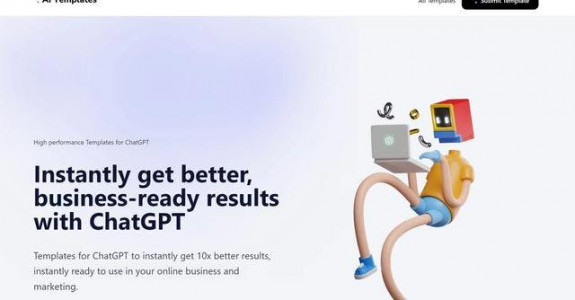 AI Templates
All Templates
Submit Template
High performance Templates for ChatGPT
Instantly get better,
business-ready results
with ChatGPT
Templates for ChatGPT to instantly get 10x better results,
instantly ready to use in your online business and
marketing.